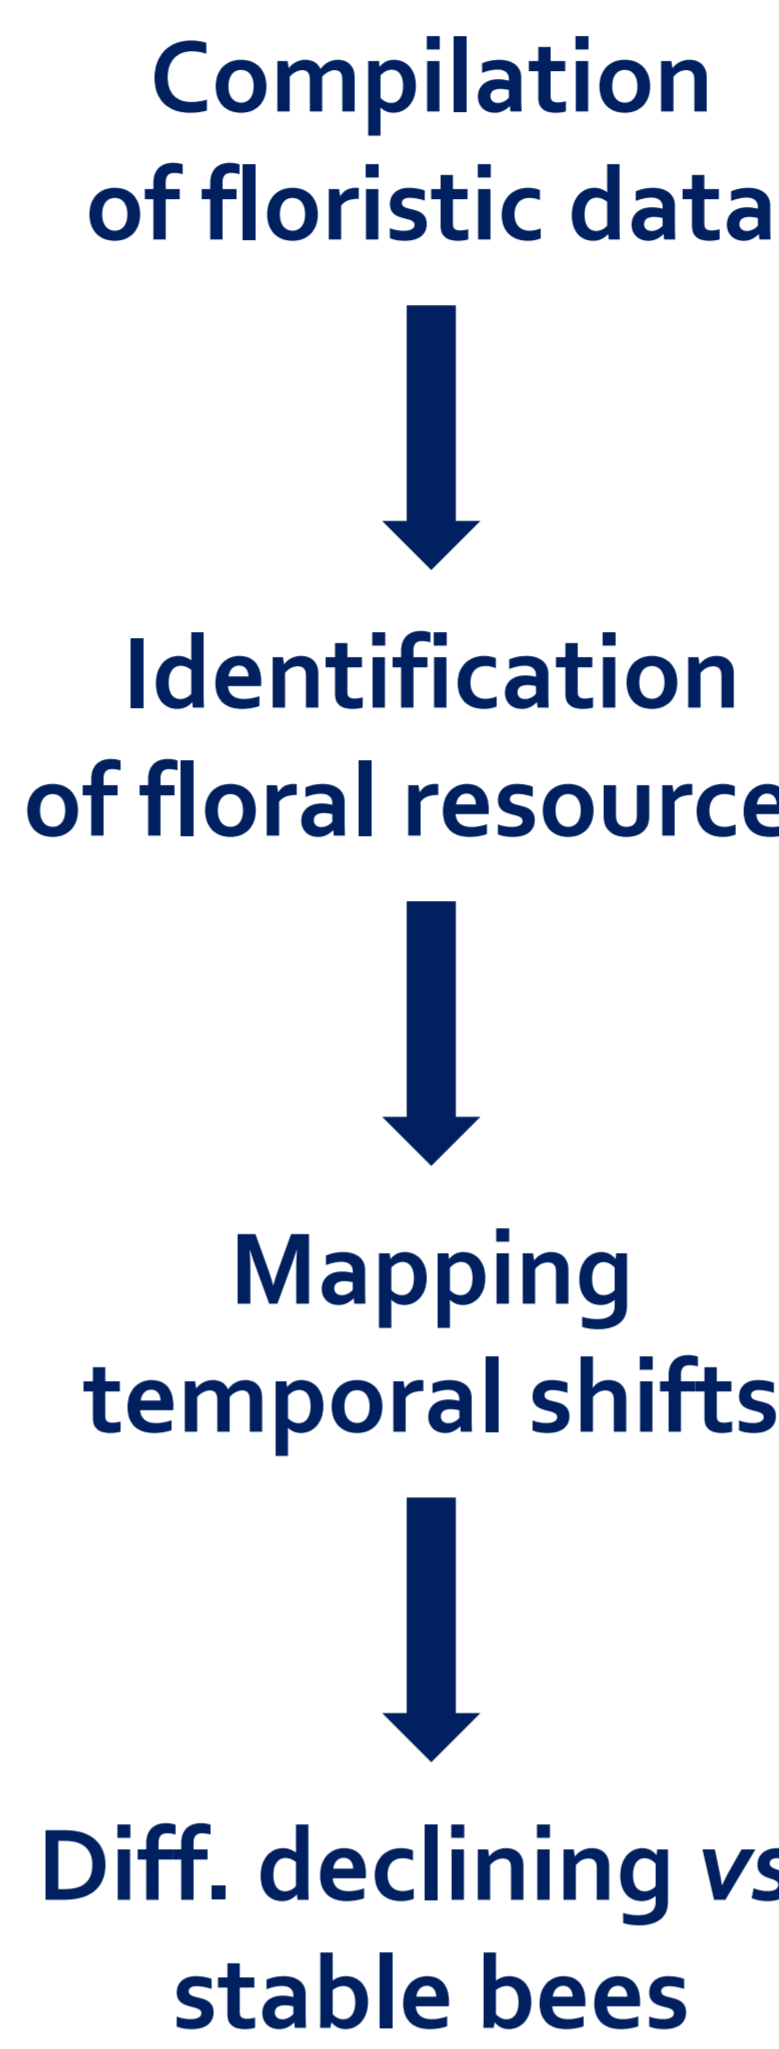 Compilation
of floristic data
Identification
of floral resource
Mapping
temporal shifts
Diff. declining vs
stable bees